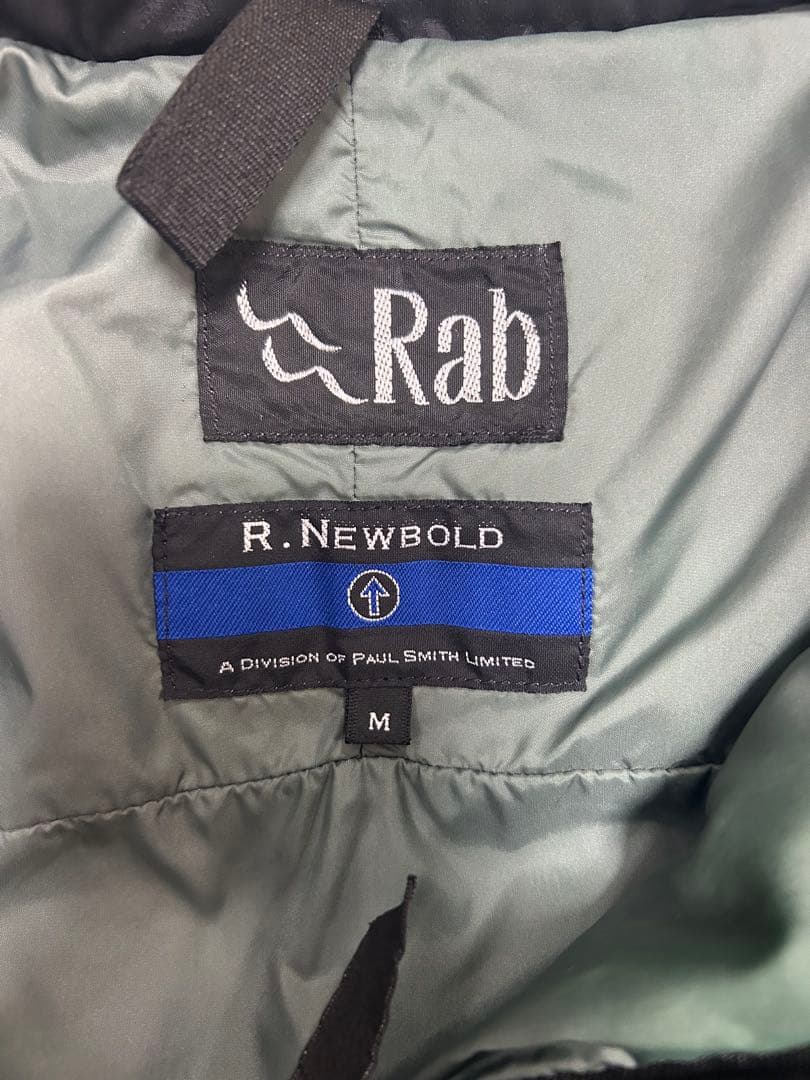 Rab
R. NEWBOLD
A DIVISION OF PAUL SMITH LIMITED
M